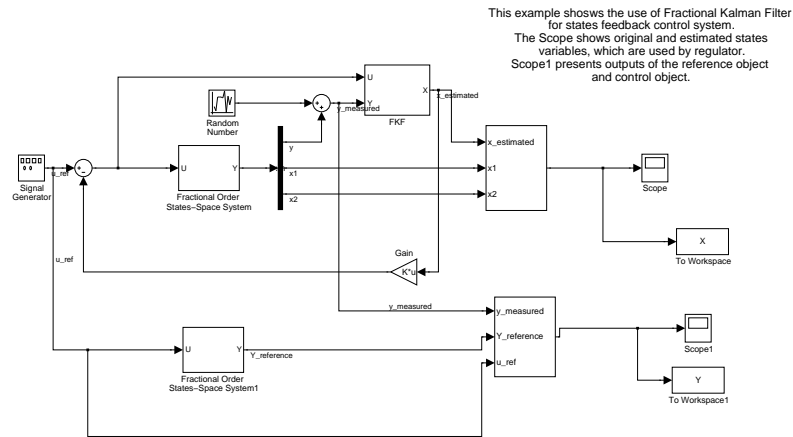 This example shosws the use of Fractional Kalman Filter
for states feedback control system.
The Scope shows original and estimated states
variables, which are used by regulator.
Scope1 presents outputs of the reference object
and control object.
U
Y
X
FKF
x_estimated
y_measured
Random
Number
y
x1
x2
U
Y
Fractional Order
States-Space System
Signal
Generator
u_ref
x_estimated
x1
x2
Scope
X
To Workspace
Gain
K*u
u_ref
y_measured
y_measured
Y_reference
u_ref
Scope1
Y
To Workspace1
U
Y
Y_reference
Fractional Order
States-Space System1